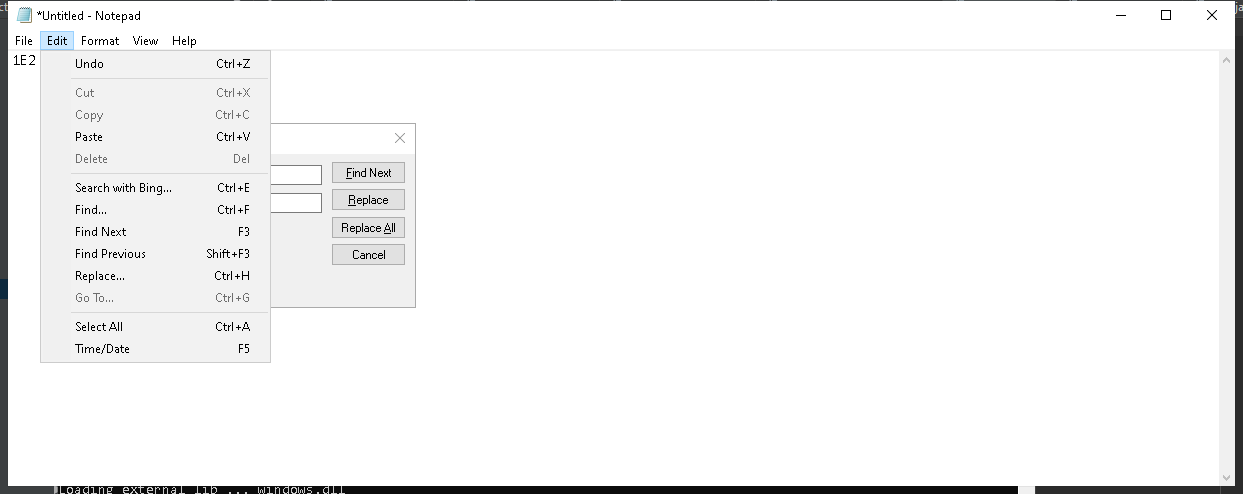 *Untitled - Notepad
File Edit Format View Help
1E2
Undo Ctrl+Z
Cut Ctrl+X
Copy Ctrl+C
Paste Ctrl+V
Delete Del
Search with Bing... Ctrl+E
Find... Ctrl+F
Find Next F3
Find Previous Shift+F3
Replace... Ctrl+H
Go To... Ctrl+G
Select All Ctrl+A
Time/Date F5
Find Next
Replace
Replace All
Cancel
Loading external lib ... windows.dll